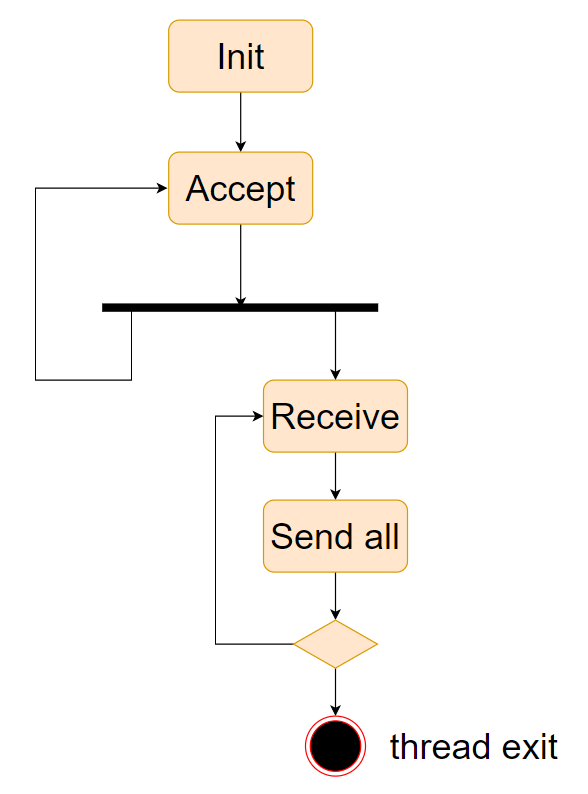 Init
Accept
Receive
Send all
thread exit